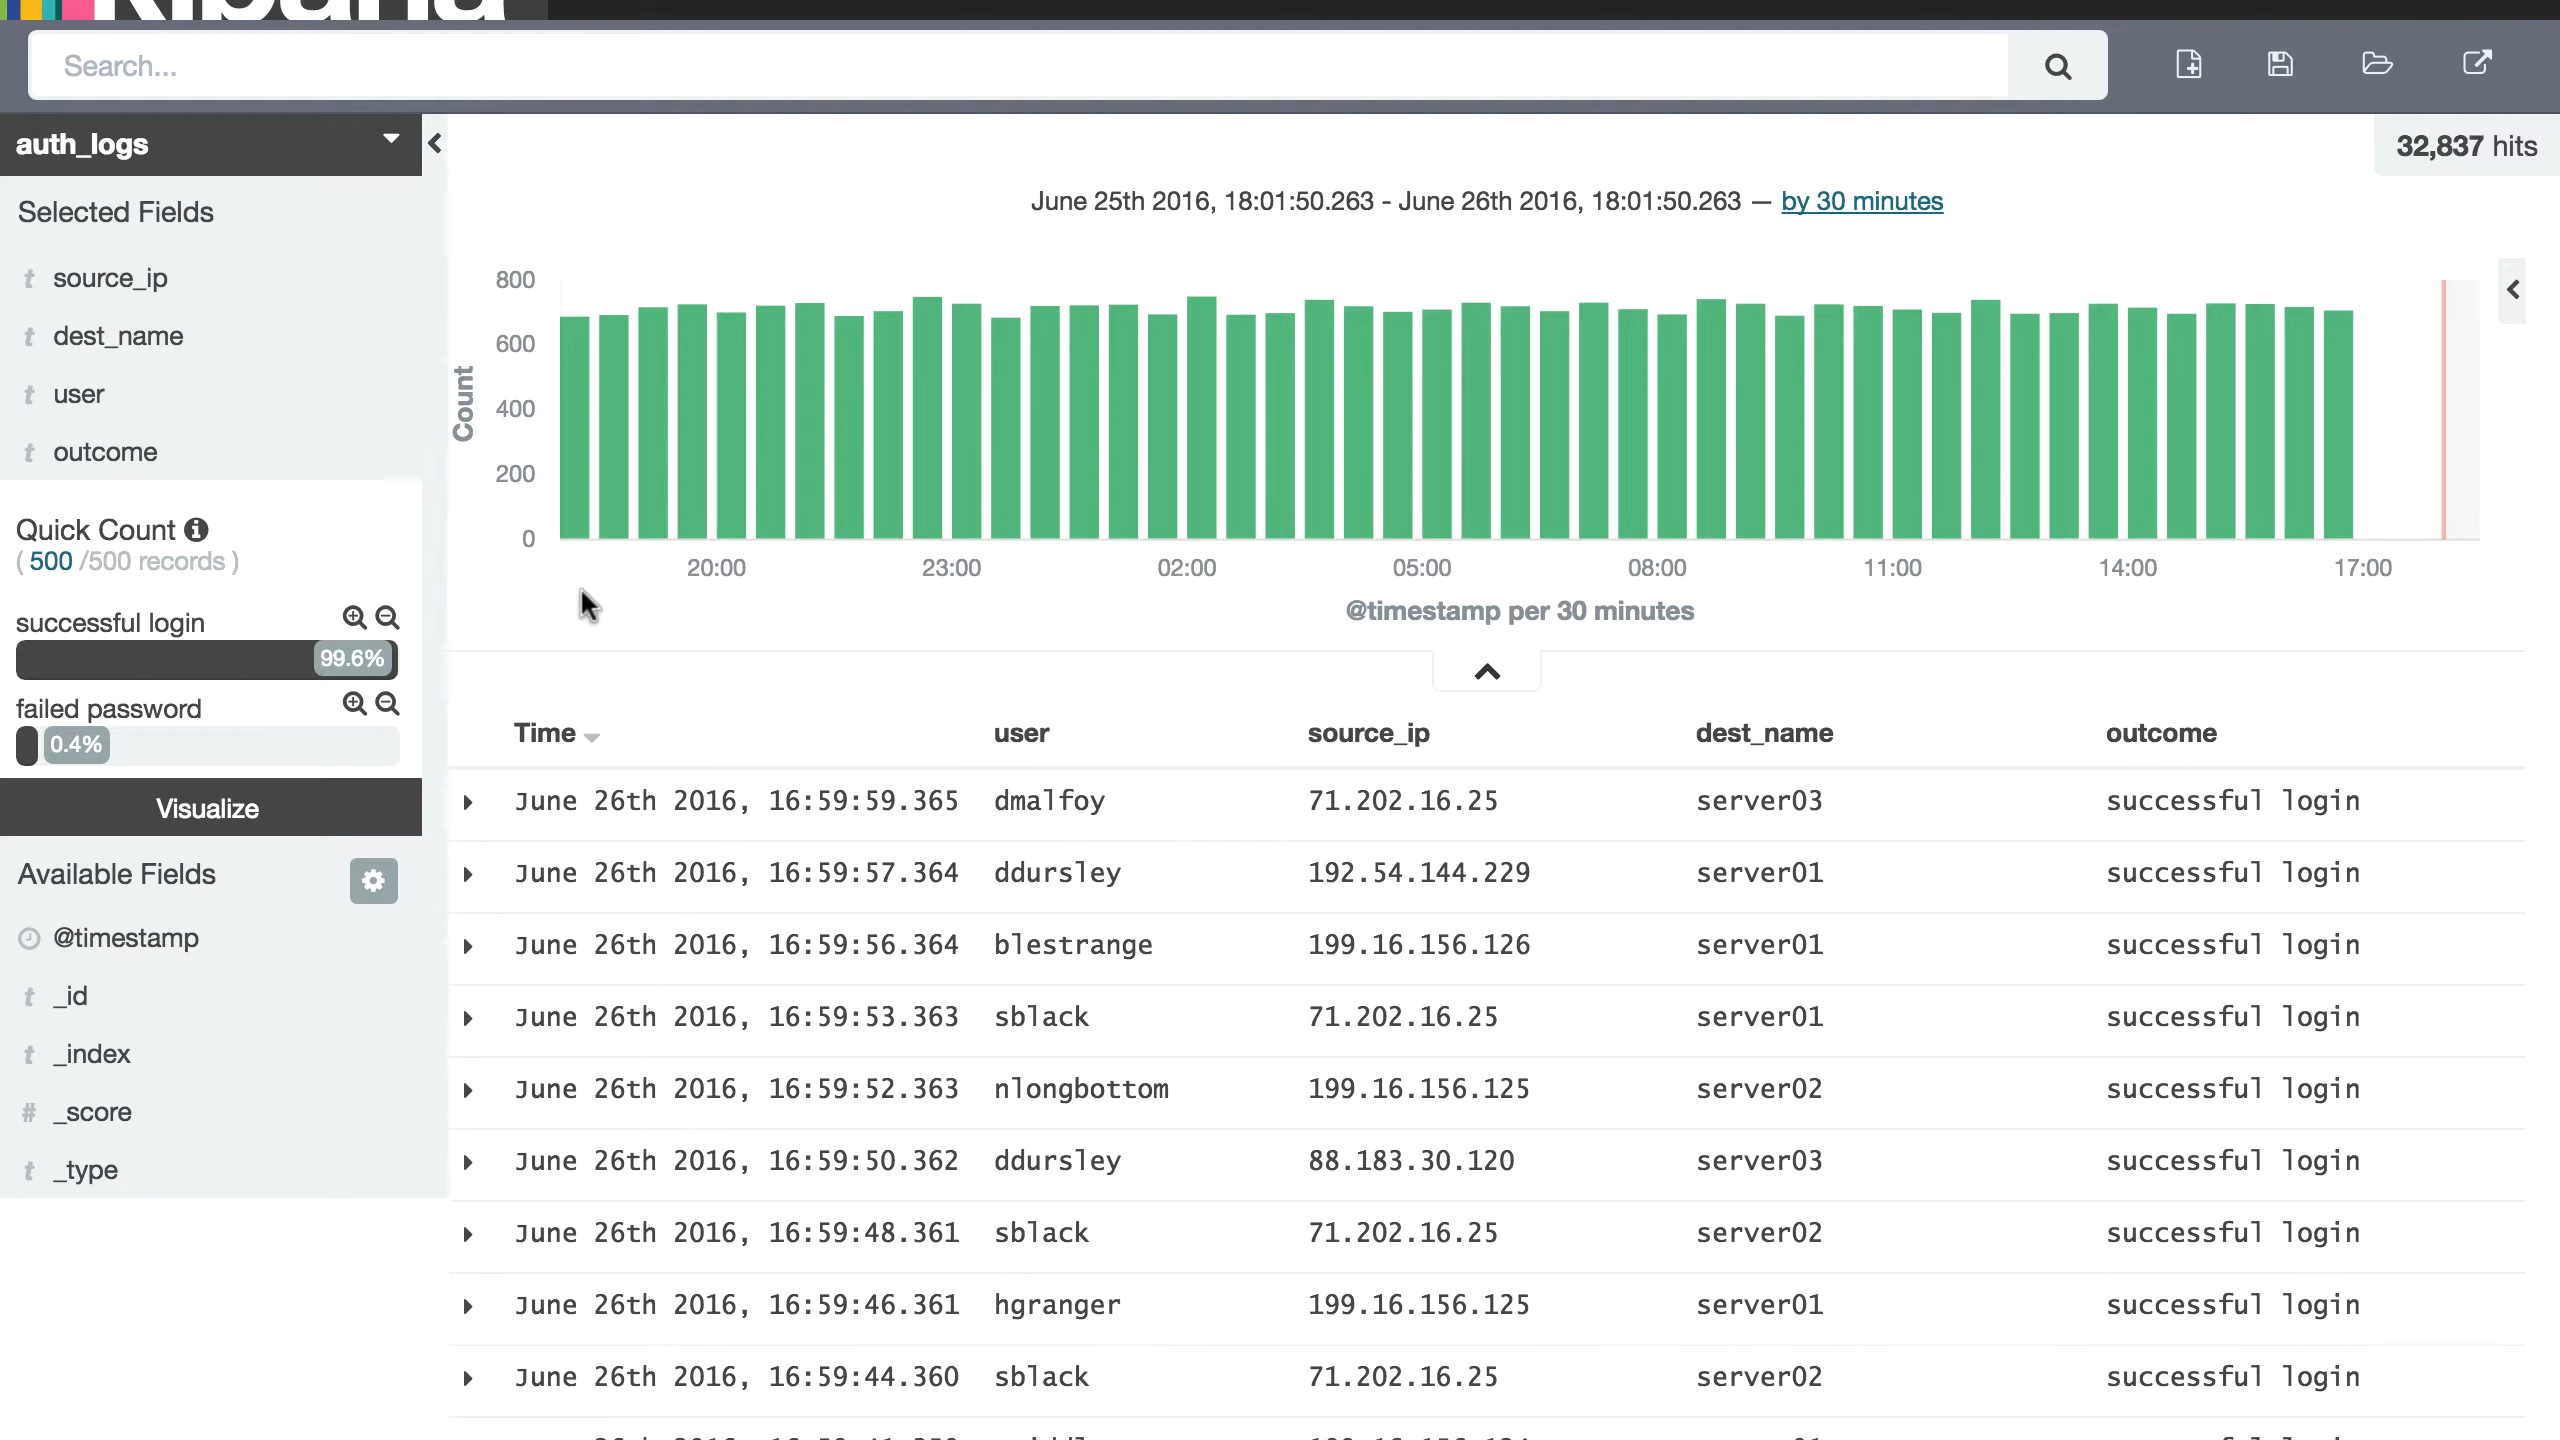 kibana
Search...
auth_logs
32,837 hits
Selected Fields
June 25th 2016, 18:01:50.263 - June 26th 2016, 18:01:50.263 — by 30 minutes
t source_ip
t dest_name
t user
t outcome
800
600
400
200
0
Count
20:00 23:00 02:00 05:00 08:00 11:00 14:00 17:00
@timestamp per 30 minutes
Quick Count
( 500 /500 records )
successful login
99.6%
failed password
0.4%
Visualize
Available Fields
@timestamp
t _id
t _index
# _score
t _type
Time user source_ip dest_name outcome
June 26th 2016, 16:59:59.365 dmalfoy 71.202.16.25 server03 successful login
June 26th 2016, 16:59:57.364 ddursley 192.54.144.229 server01 successful login
June 26th 2016, 16:59:56.364 blestrange 199.16.156.126 server01 successful login
June 26th 2016, 16:59:53.363 sblack 71.202.16.25 server01 successful login
June 26th 2016, 16:59:52.363 nlongbottom 199.16.156.125 server02 successful login
June 26th 2016, 16:59:50.362 ddursley 88.183.30.120 server03 successful login
June 26th 2016, 16:59:48.361 sblack 71.202.16.25 server02 successful login
June 26th 2016, 16:59:46.361 hgranger 199.16.156.125 server01 successful login
June 26th 2016, 16:59:44.360 sblack 71.202.16.25 server02 successful login